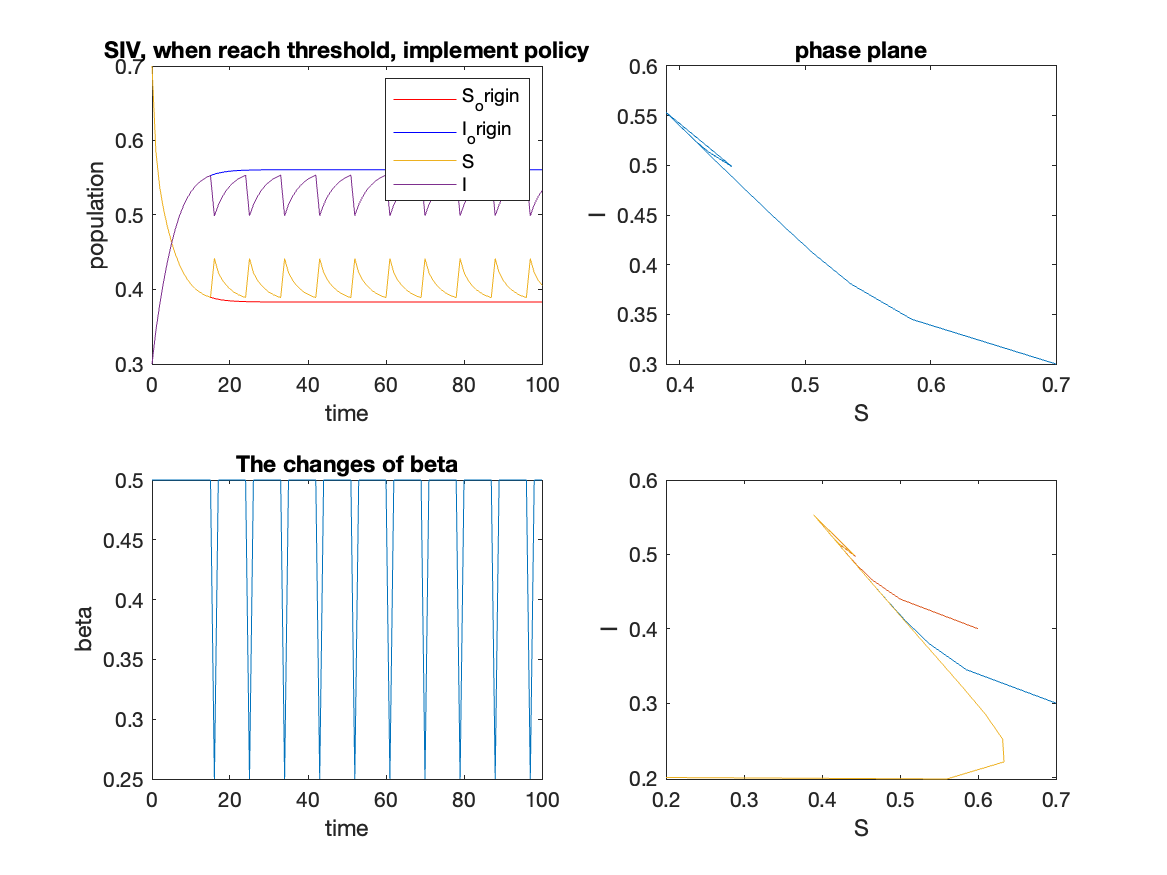 SIV, when reach threshold, implement policy
0.7
0.6
0.5
0.4
0.3
population
0 20 40 60 80 100
time
S_origin
I_origin
S
I
phase plane
0.6
0.55
0.5
0.45
0.4
0.35
0.3
I
0.4 0.5 0.6 0.7
S
The changes of beta
0.5
0.45
0.4
0.35
0.3
0.25
beta
0 20 40 60 80 100
time
0.6
0.5
0.4
0.3
0.2
I
0.2 0.3 0.4 0.5 0.6 0.7
S